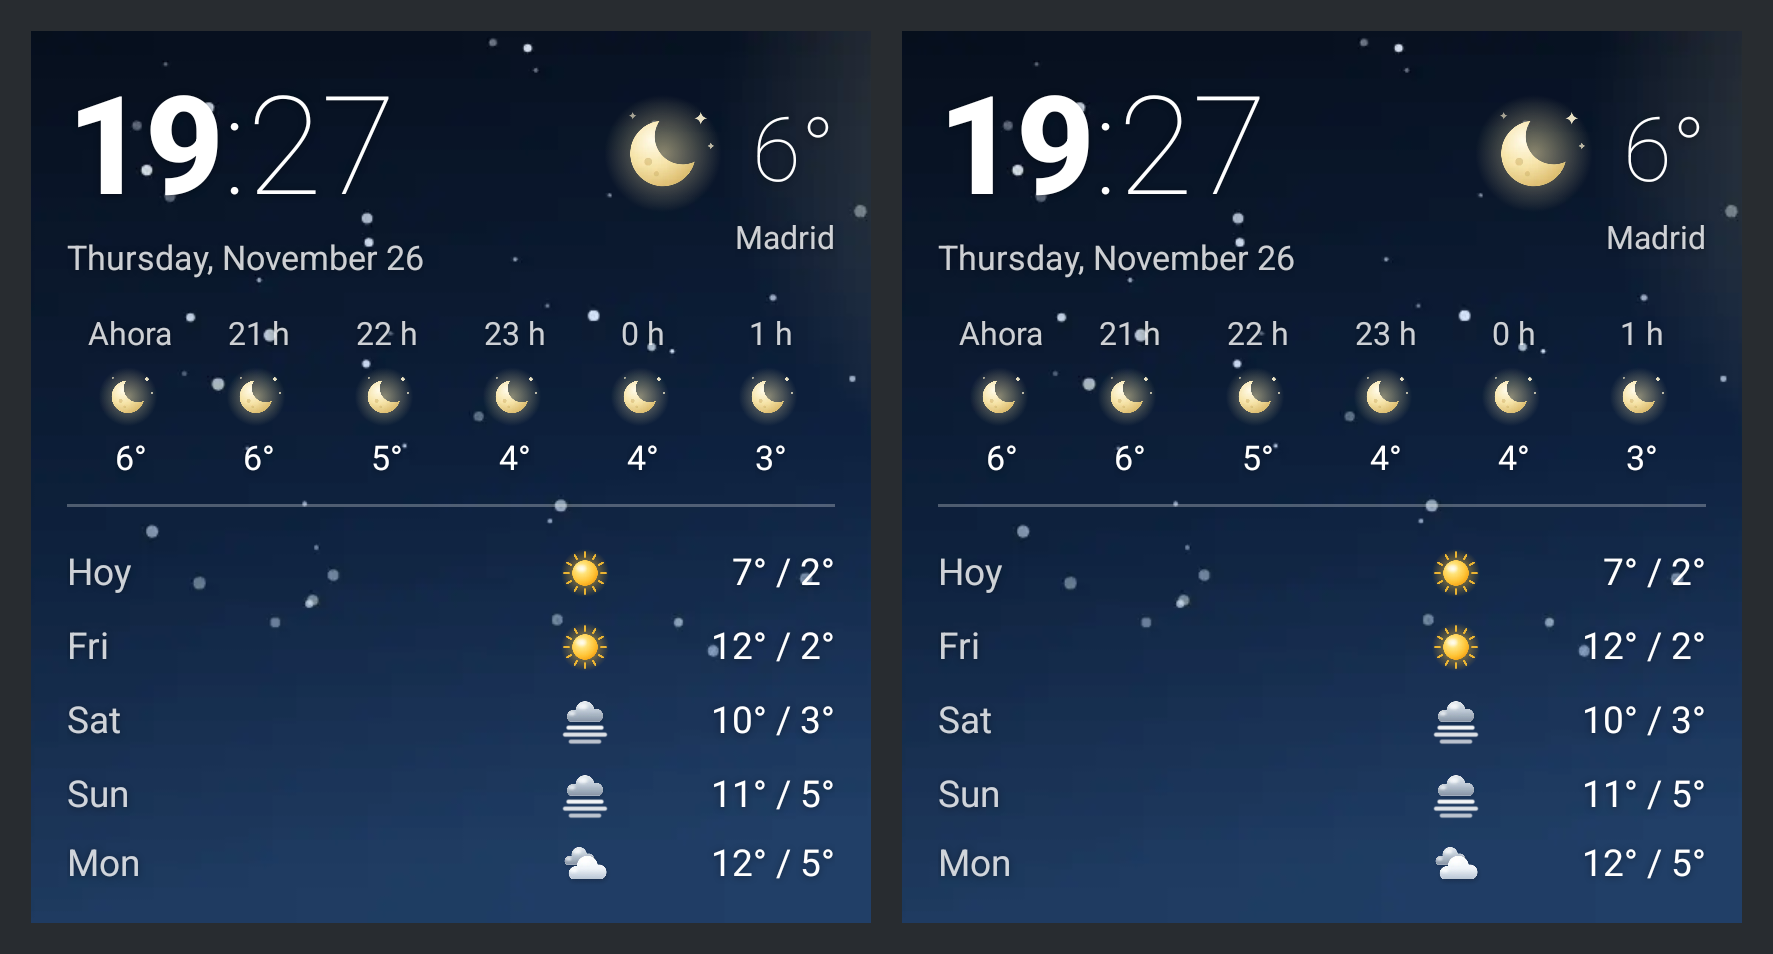 19:27
6°
Madrid
Thursday, November 26
Ahora 21 h 22 h 23 h 0 h 1 h
6° 6° 5° 4° 4° 3°
Hoy 7° / 2°
Fri 12° / 2°
Sat 10° / 3°
Sun 11° / 5°
Mon 12° / 5°
19:27
6°
Madrid
Thursday, November 26
Ahora 21 h 22 h 23 h 0 h 1 h
6° 6° 5° 4° 4° 3°
Hoy 7° / 2°
Fri 12° / 2°
Sat 10° / 3°
Sun 11° / 5°
Mon 12° / 5°